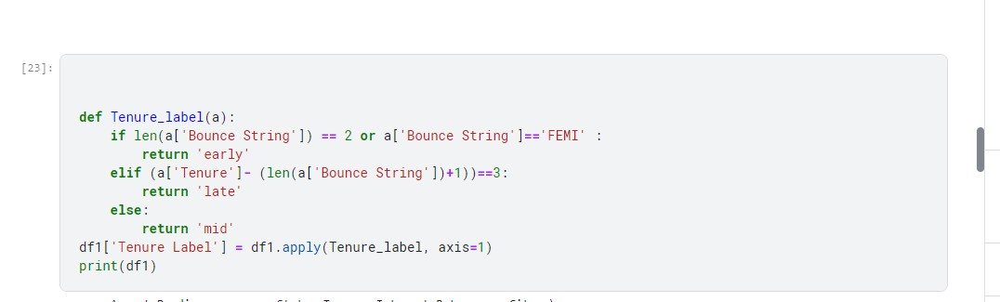 [23]:
def Tenure_label(a):
    if len(a['Bounce String']) == 2 or a['Bounce String']=='FEMI' :
        return 'early'
    elif (a['Tenure']- (len(a['Bounce String'])+1))==3:
        return 'late'
    else:
        return 'mid'
df1['Tenure Label'] = df1.apply(Tenure_label, axis=1)
print(df1)